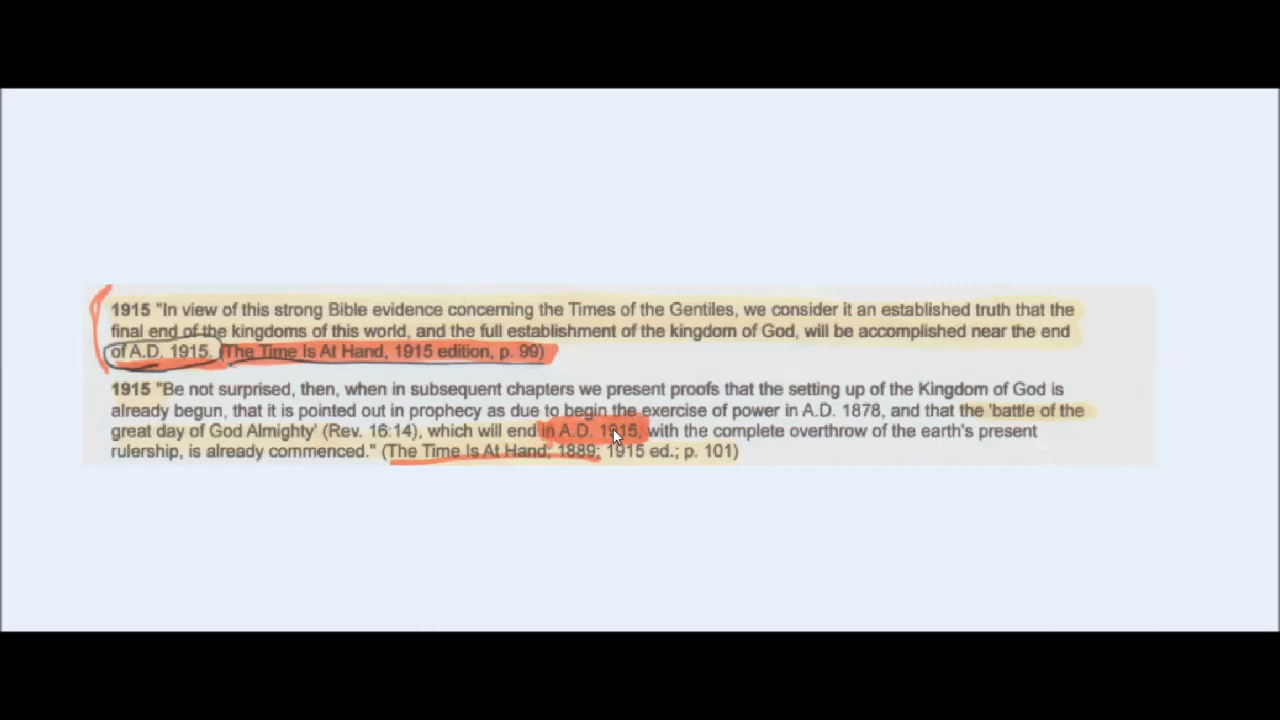 1915 "In view of this strong Bible evidence concerning the Times of the Gentiles, we consider it an established truth that the
final end of the kingdoms of this world, and the full establishment of the kingdom of God, will be accomplished near the end
of A.D. 1915. (The Time Is At Hand, 1915 edition, p. 99)
1915 "Be not surprised, then, when in subsequent chapters we present proofs that the setting up of the Kingdom of God is
already begun, that it is pointed out in prophecy as due to begin the exercise of power in A.D. 1878, and that the 'battle of the
great day of God Almighty' (Rev. 16:14), which will end in A.D. 1915, with the complete overthrow of the earth's present
rulership, is already commenced." (The Time Is At Hand, 1889; 1915 ed.; p. 101)